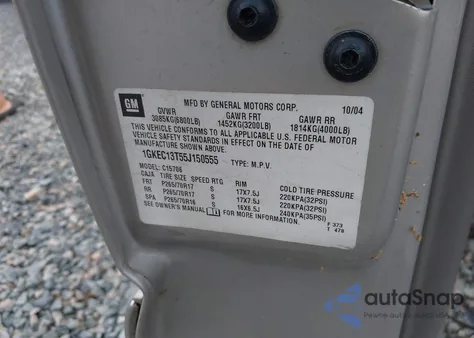 GM
MFD BY GENERAL MOTORS CORP. 10/04
GVWR GAWR FRT GAWR RR
3085KG(6800LB) 1452KG(3200LB) 1814KG(4000LB)
THIS VEHICLE CONFORMS TO ALL APPLICABLE U.S. FEDERAL MOTOR
VEHICLE SAFETY STANDARDS IN EFFECT ON THE DATE OF
MANUFACTURE SHOWN ABOVE.
1GKEC13T55J150555 TYPE: M.P.V.
MODEL: C15706
CAJA TIRE SIZE SPEED RTG RIM COLD TIRE PRESSURE
FRT P265/70R17 S 17X7.5J 220KPA(32PSI)
RR P265/70R17 S 17X7.5J 220KPA(32PSI)
SPA P265/70R16 S 16X6.5J 240KPA(35PSI)
SEE OWNER'S MANUAL FOR MORE INFORMATION.
autoSnap